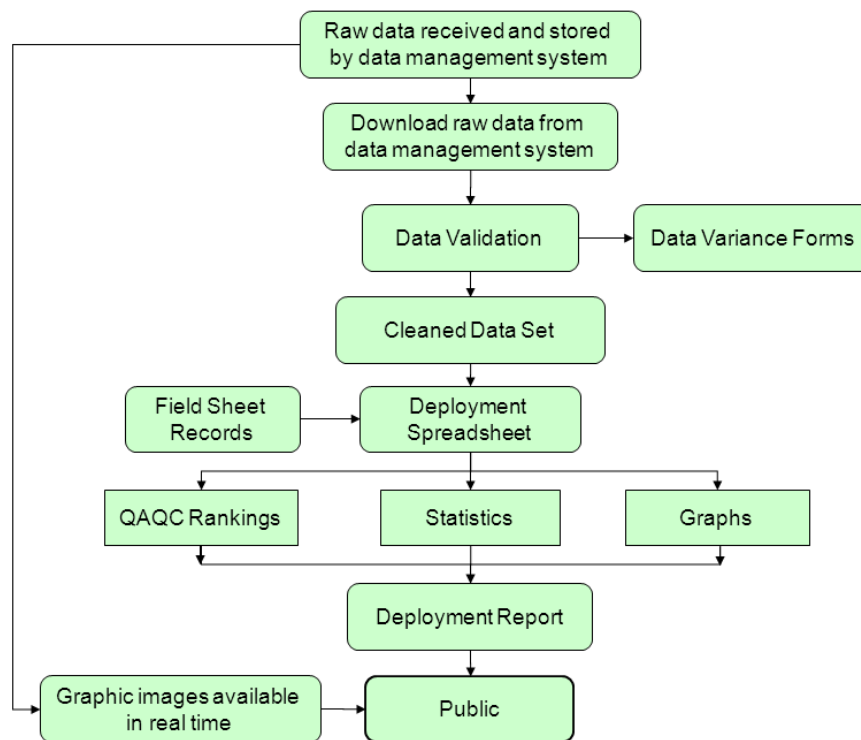 Raw data received and stored
by data management system
Download raw data from
data management system
Data Validation
Data Variance Forms
Cleaned Data Set
Field Sheet
Records
Deployment
Spreadsheet
QAQC Rankings
Statistics
Graphs
Deployment Report
Graphic images available
in real time
Public